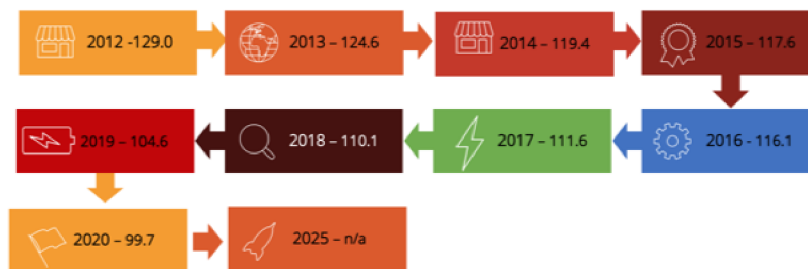 2012 -129.0
2013 – 124.6
2014 – 119.4
2015 – 117.6
2016 - 116.1
2017 – 111.6
2018 – 110.1
2019 – 104.6
2020 – 99.7
2025 – n/a